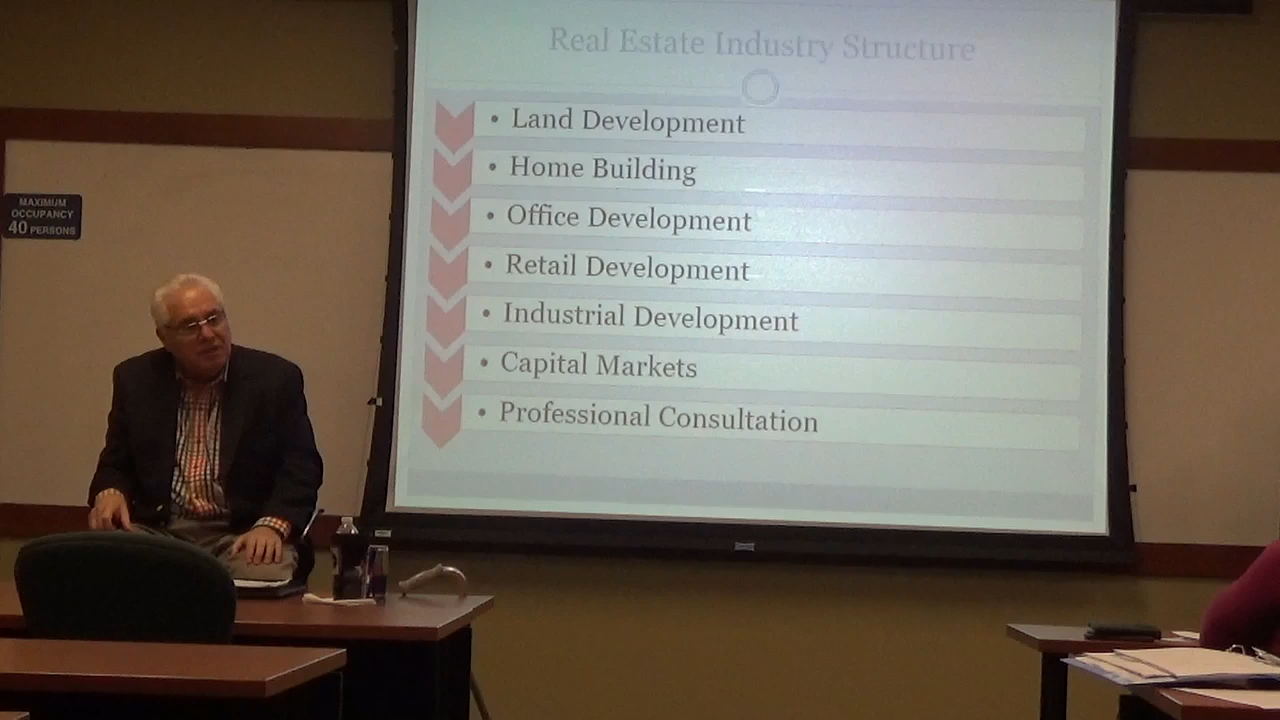 Real Estate Industry Structure
• Land Development
• Home Building
• Office Development
• Retail Development
• Industrial Development
• Capital Markets
• Professional Consultation
MAXIMUM
OCCUPANCY
40 PERSONS